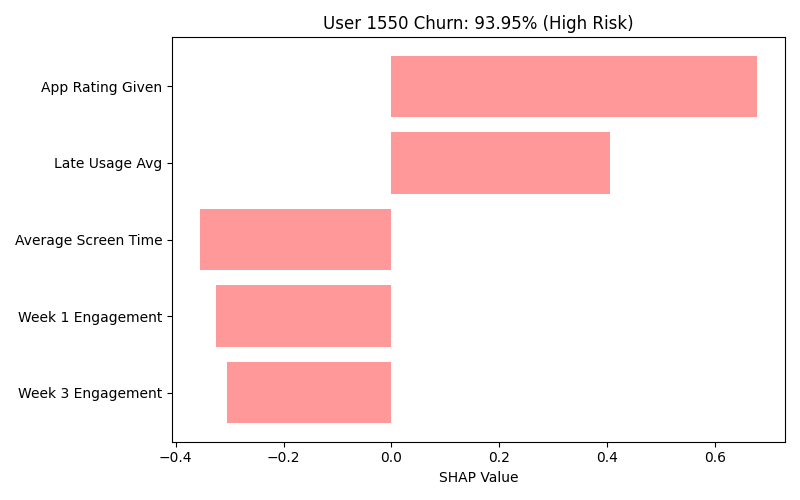 User 1550 Churn: 93.95% (High Risk)
App Rating Given
Late Usage Avg
Average Screen Time
Week 1 Engagement
Week 3 Engagement
−0.4 −0.2 0.0 0.2 0.4 0.6
SHAP Value